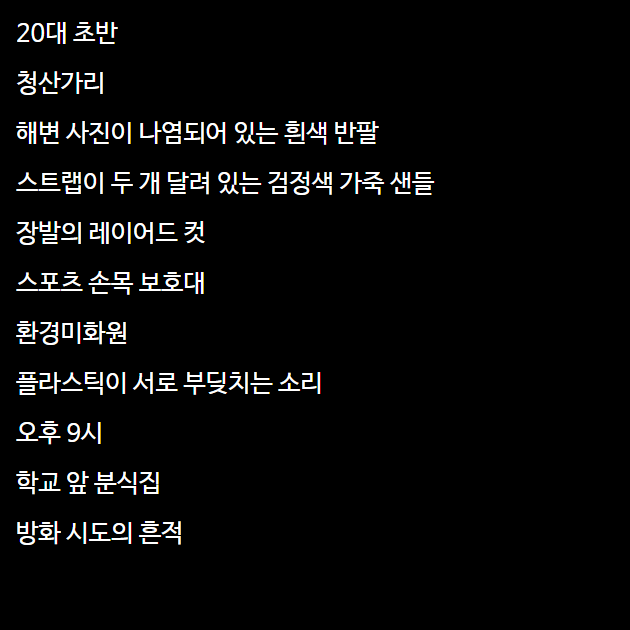 20대 초반
청산가리
해변 사진이 나염되어 있는 흰색 반팔
스트랩이 두 개 달려 있는 검정색 가죽 샌들
장발의 레이어드 컷
스포츠 손목 보호대
환경미화원
플라스틱이 서로 부딪치는 소리
오후 9시
학교 앞 분식집
방화 시도의 흔적